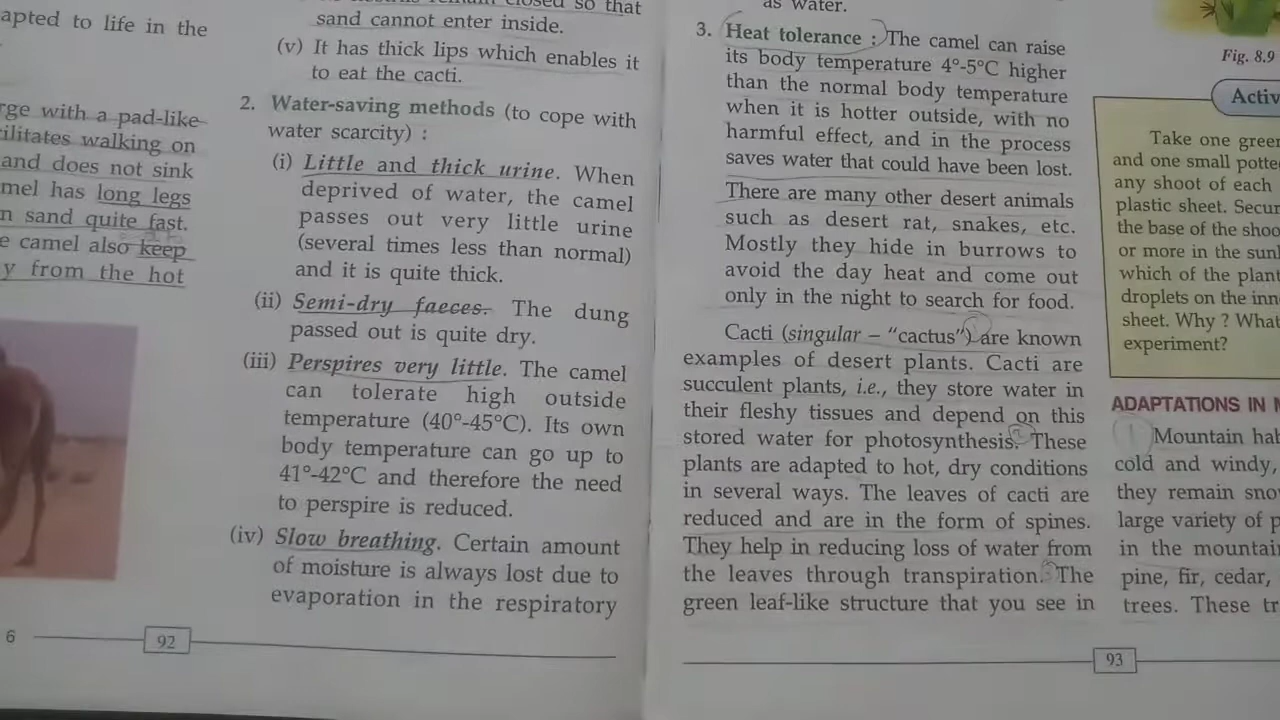 apted to life in the
rge with a pad-like
ilitates walking on
and does not sink
mel has long legs
n sand quite fast.
e camel also keep
y from the hot
6
closed so that
sand cannot enter inside.
(v) It has thick lips which enables it
to eat the cacti.
2. Water-saving methods (to cope with
water scarcity) :
(i) Little and thick urine. When
deprived of water, the camel
passes out very little urine
(several times less than normal)
and it is quite thick.
(ii) Semi-dry faeces. The dung
passed out is quite dry.
(iii) Perspires very little. The camel
can tolerate high outside
temperature (40°-45°C). Its own
body temperature can go up to
41°-42°C and therefore the need
to perspire is reduced.
(iv) Slow breathing. Certain amount
of moisture is always lost due to
evaporation in the respiratory
92
as water.
3. Heat tolerance : The camel can raise
its body temperature 4°-5°C higher
than the normal body temperature
when it is hotter outside, with no
harmful effect, and in the process
saves water that could have been lost.
There are many other desert animals
such as desert rat, snakes, etc.
Mostly they hide in burrows to
avoid the day heat and come out
only in the night to search for food.
Cacti (singular – "cactus") are known
examples of desert plants. Cacti are
succulent plants, i.e., they store water in
their fleshy tissues and depend on this
stored water for photosynthesis. These
plants are adapted to hot, dry conditions
in several ways. The leaves of cacti are
reduced and are in the form of spines.
They help in reducing loss of water from
the leaves through transpiration. The
green leaf-like structure that you see in
93
Fig. 8.9
Activ
Take one green
and one small potte
any shoot of each
plastic sheet. Secur
the base of the shoo
or more in the sunl
which of the plant
droplets on the inn
sheet. Why ? What
experiment?
ADAPTATIONS IN M
Mountain hab
cold and windy,
they remain sno
large variety of p
in the mountain
pine, fir, cedar,
trees. These tr